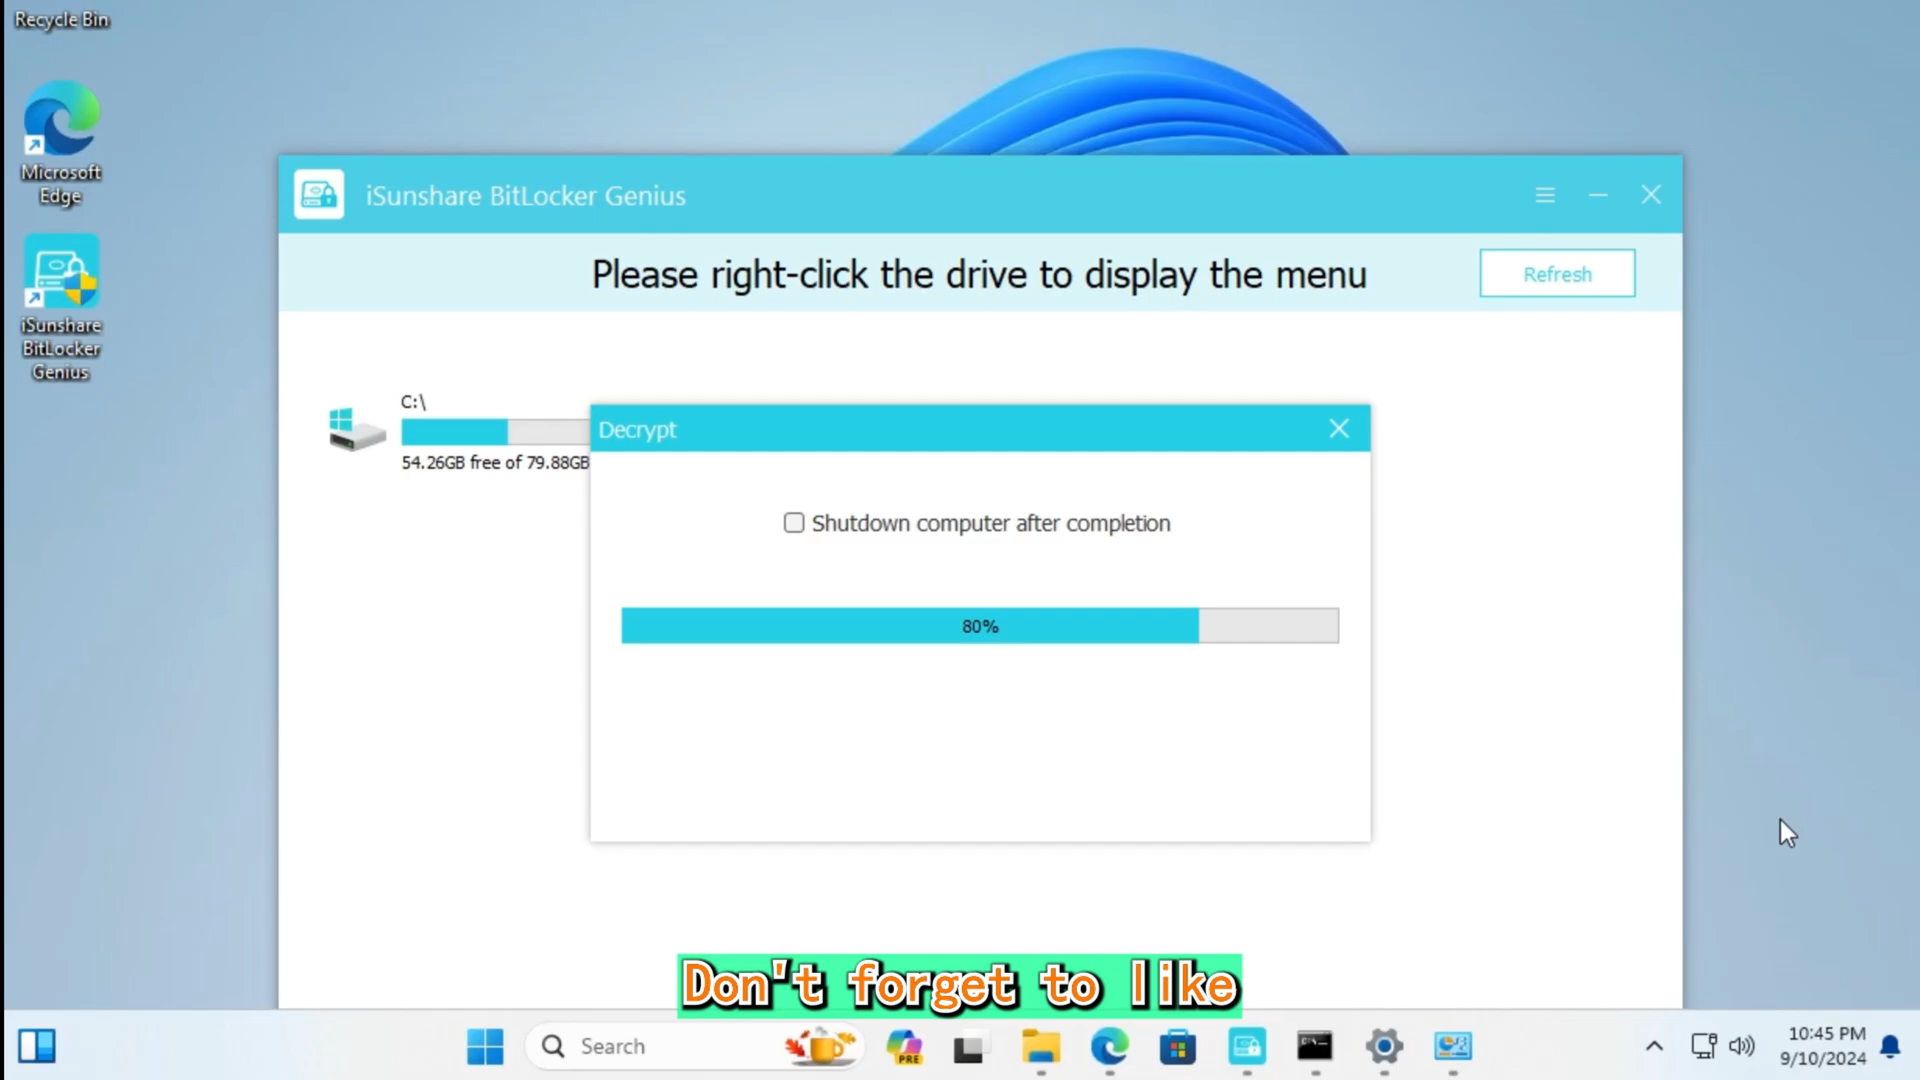 Recycle Bin
Microsoft
Edge
iSunshare
BitLocker
Genius
iSunshare BitLocker Genius
Please right-click the drive to display the menu
Refresh
C:\
54.26GB free of 79.88GB
Decrypt
Shutdown computer after completion
80%
Don't forget to like
Search
PRE
10:45 PM
9/10/2024